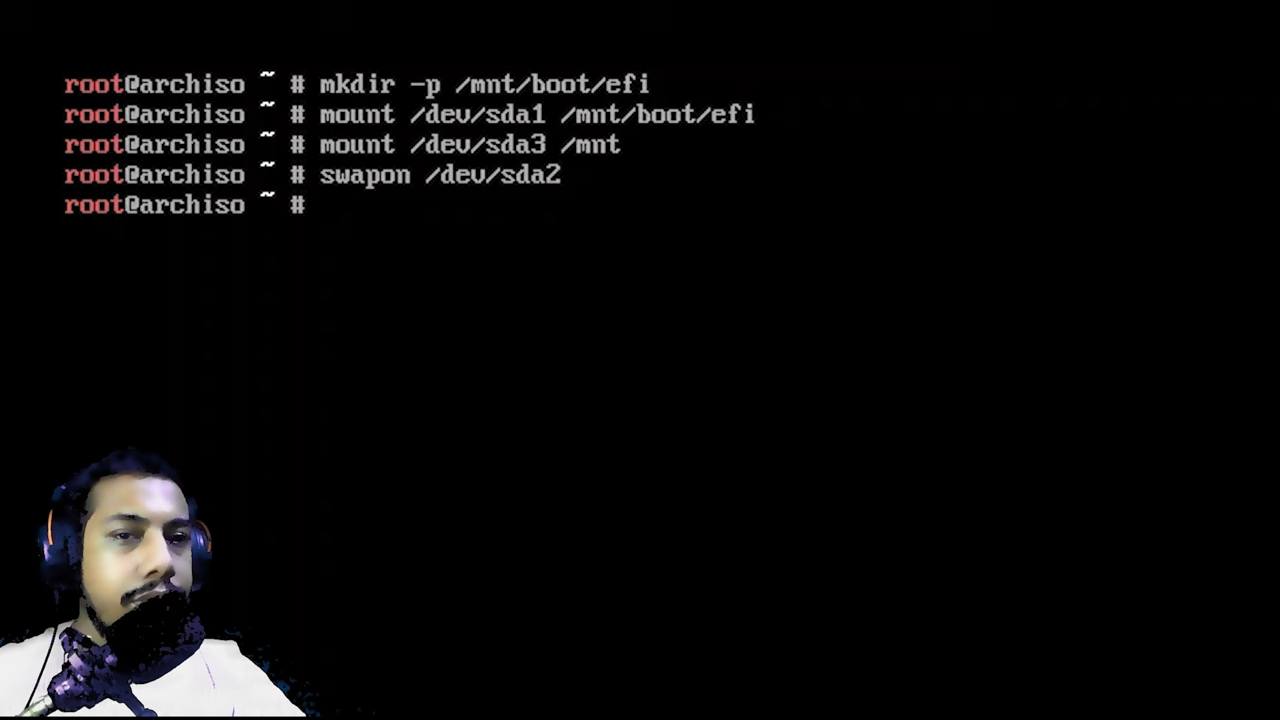 root@archiso ~ # mkdir -p /mnt/boot/efi
root@archiso ~ # mount /dev/sda1 /mnt/boot/efi
root@archiso ~ # mount /dev/sda3 /mnt
root@archiso ~ # swapon /dev/sda2
root@archiso ~ #